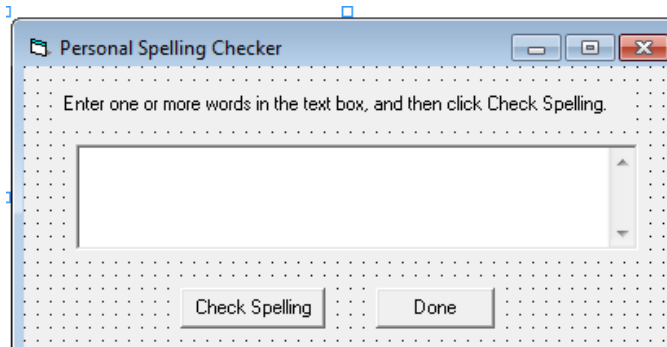 Personal Spelling Checker
Enter one or more words in the text box, and then click Check Spelling.
Check Spelling Done